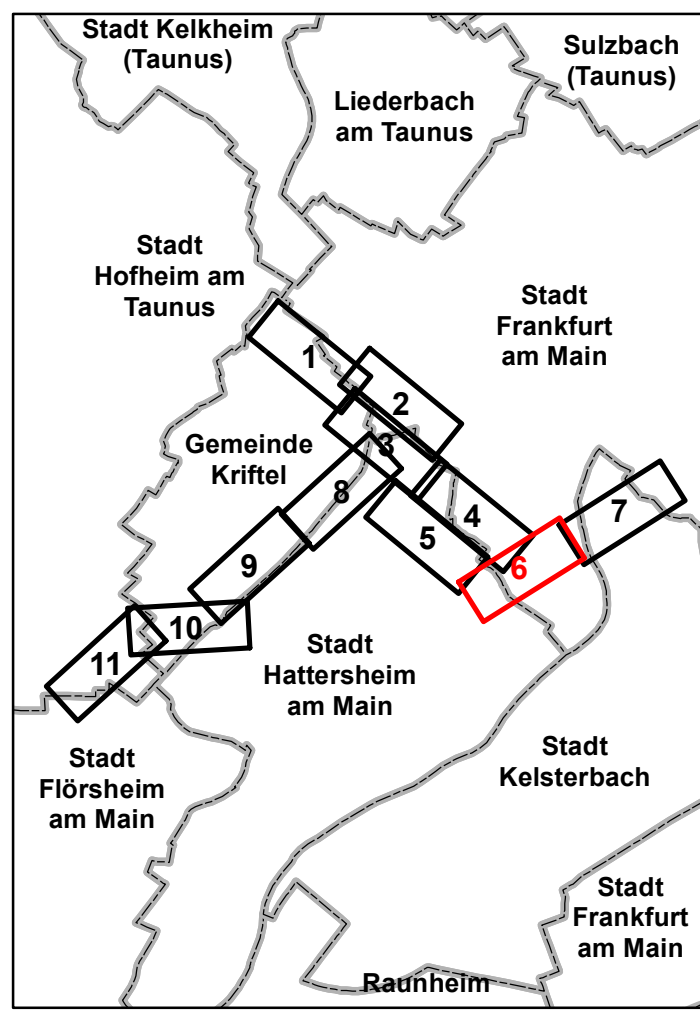 Stadt Kelkheim
(Taunus)
Sulzbach
(Taunus)
Liederbach
am Taunus
Stadt
Hofheim am
Taunus
Stadt
Frankfurt
am Main
1
2
3
Gemeinde
Kriftel
8
4
7
5
6
9
10
11
Stadt
Hattersheim
am Main
Stadt
Flörsheim
am Main
Stadt
Kelsterbach
Stadt
Frankfurt
am Main
Raunheim